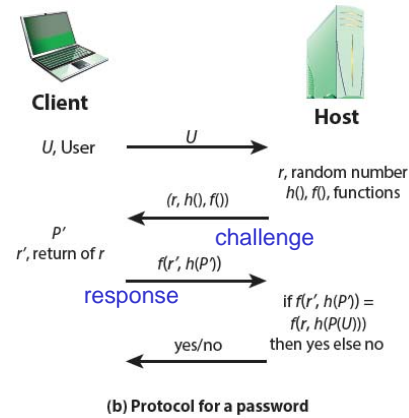 Client
Host
U, User
U
r, random number
h(), f(), functions
(r, h(), f())
challenge
P'
r', return of r
f(r', h(P'))
response
if f(r', h(P') =
f(r, h(P(U)))
then yes else no
yes/no
(b) Protocol for a password